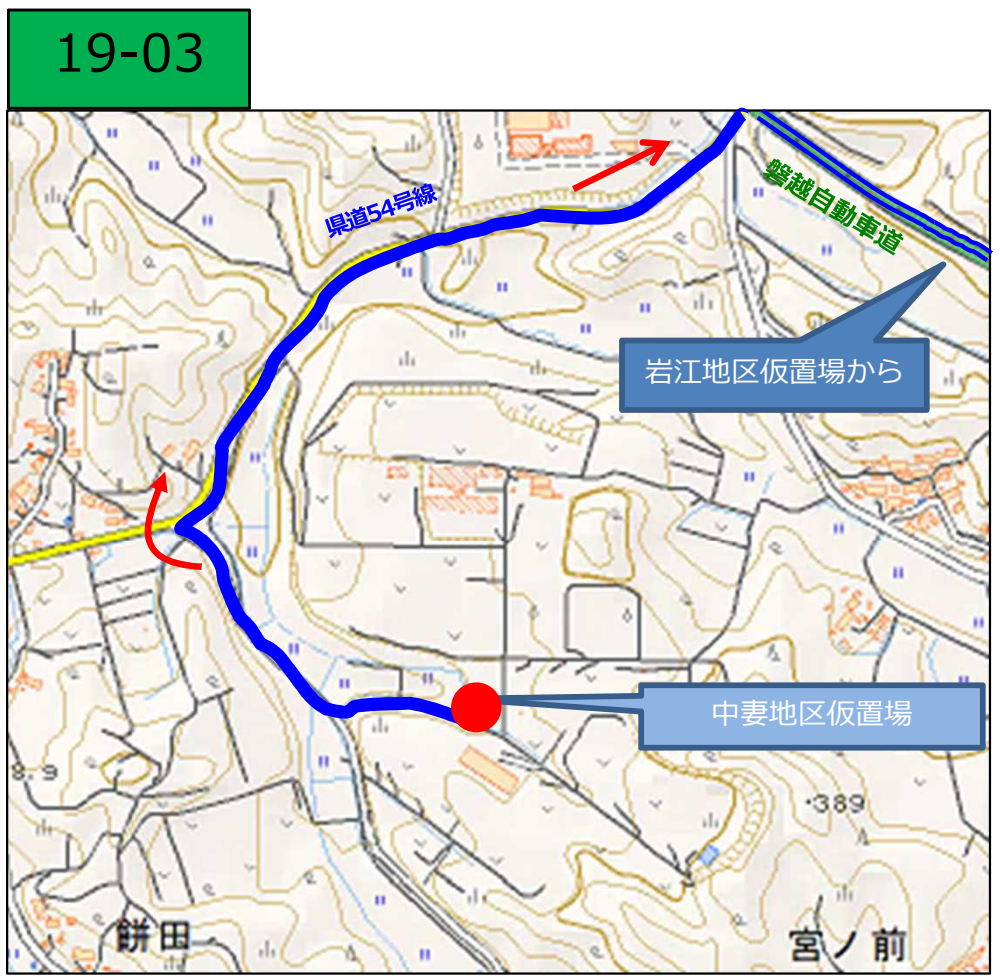 19-03
県道54号線
磐越自動車道
岩江地区仮置場から
中妻地区仮置場
8.9
・389
餅田
宮ノ前